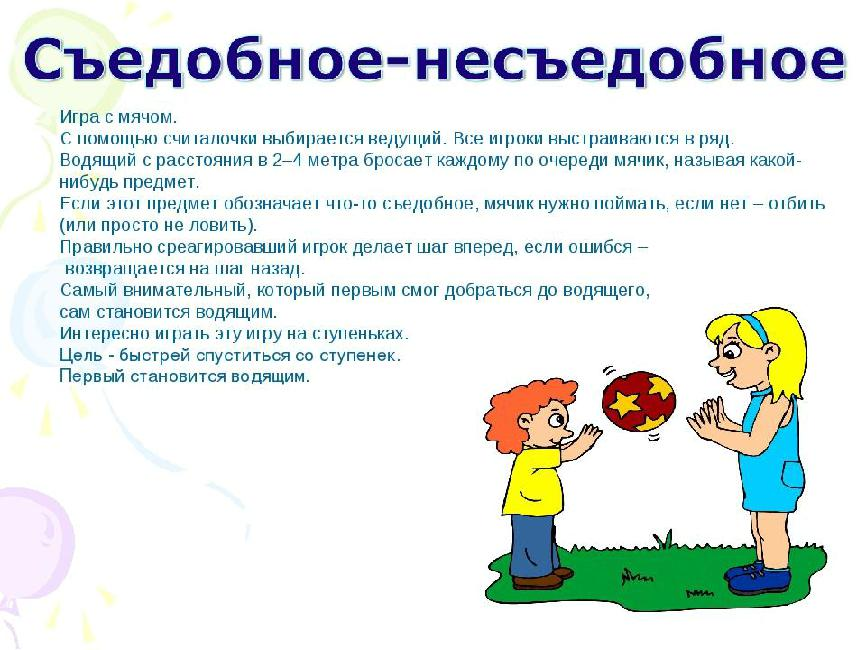 Съедобное-несъедобное
Игра с мячом.
С помощью считалочки выбирается ведущий. Все игроки выстраиваются в ряд.
Водящий с расстояния в 2–4 метра бросает каждому по очереди мячик, называя какой-
нибудь предмет.
Если этот предмет обозначает что-то съедобное, мячик нужно поймать, если нет – отбить
(или просто не ловить).
Правильно среагировавший игрок делает шаг вперед, если ошибся –
возвращается на шаг назад.
Самый внимательный, который первым смог добраться до водящего,
сам становится водящим.
Интересно играть эту игру на ступеньках.
Цель - быстрей спуститься со ступенек.
Первый становится водящим.